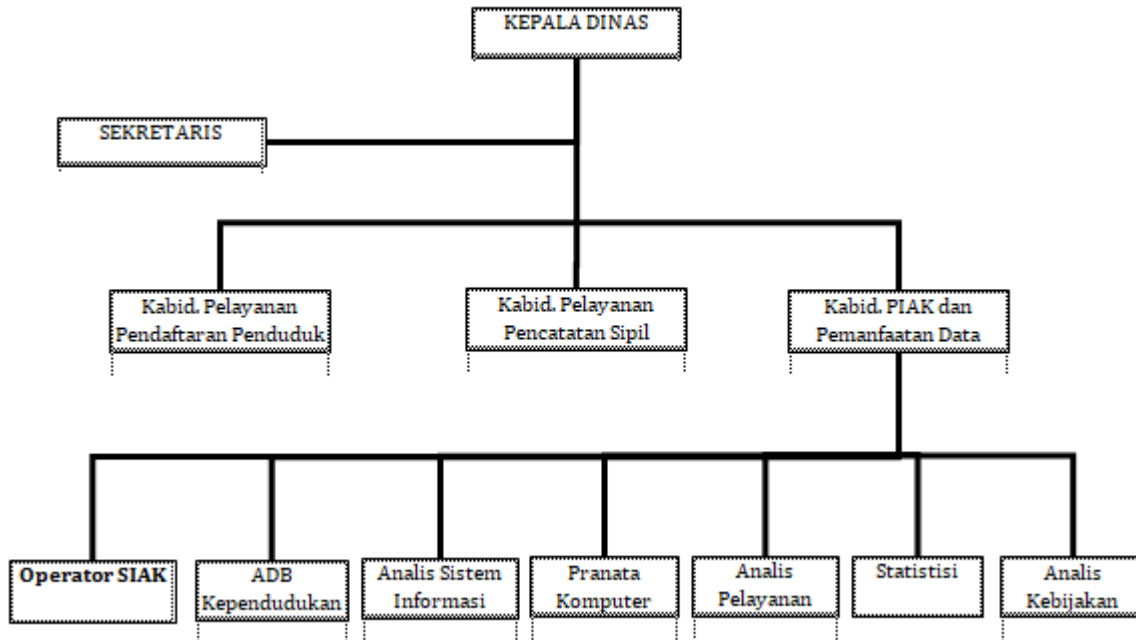 KEPALA DINAS
SEKRETARIS
Kabid. Pelayanan
Pendaftaran Penduduk
Kabid. Pelayanan
Pencatatan Sipil
Kabid. PIAK dan
Pemanfaatan Data
Operator SIAK
ADB
Kependudukan
Analis Sistem
Informasi
Pranata
Komputer
Analis
Pelayanan
Statistisi
Analis
Kebijakan